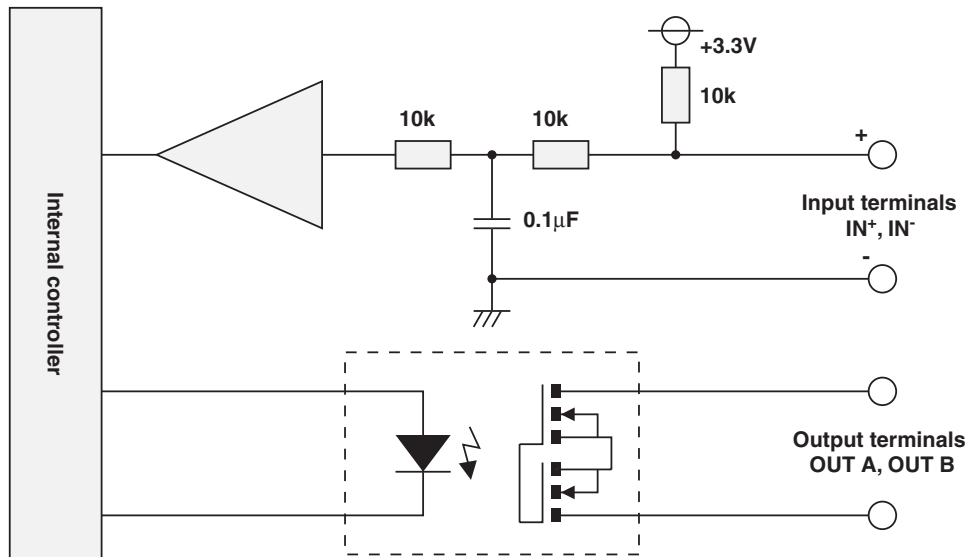 +3.3V
10k
10k
10k
+
Input terminals
IN⁺, IN⁻
0.1μF
-
Internal controller
Output terminals
OUT A, OUT B